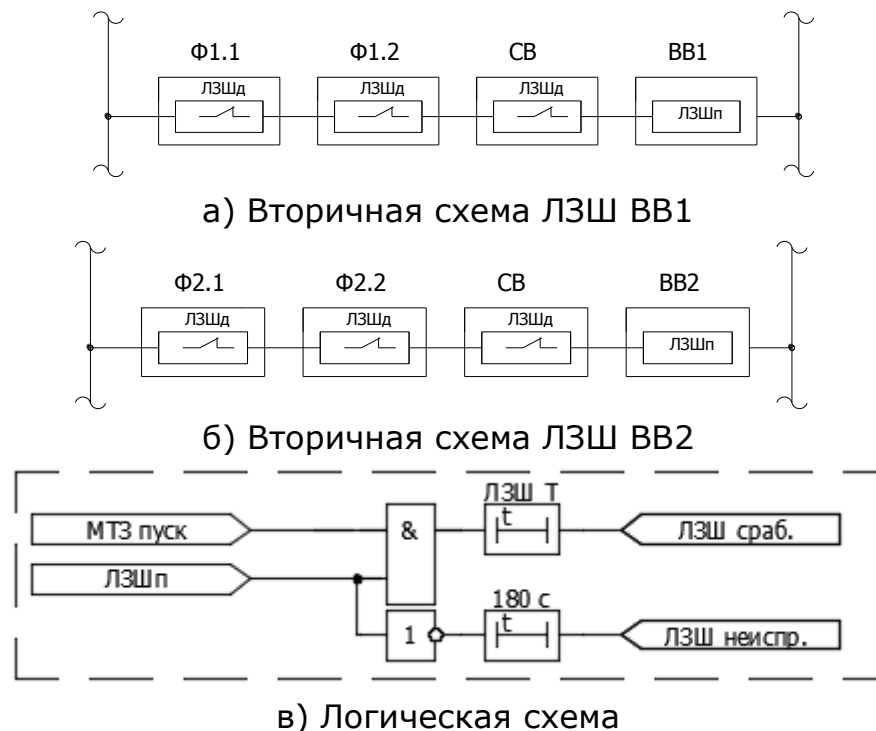 Ф1.1 Ф1.2 СВ ВВ1
ЛЗШд ЛЗШд ЛЗШд ЛЗШп
а) Вторичная схема ЛЗШ ВВ1
Ф2.1 Ф2.2 СВ ВВ2
ЛЗШд ЛЗШд ЛЗШд ЛЗШп
б) Вторичная схема ЛЗШ ВВ2
ЛЗШ Т
МТЗ пуск & t ЛЗШ сраб.
ЛЗШп
180 с
1 t ЛЗШ неиспр.
в) Логическая схема